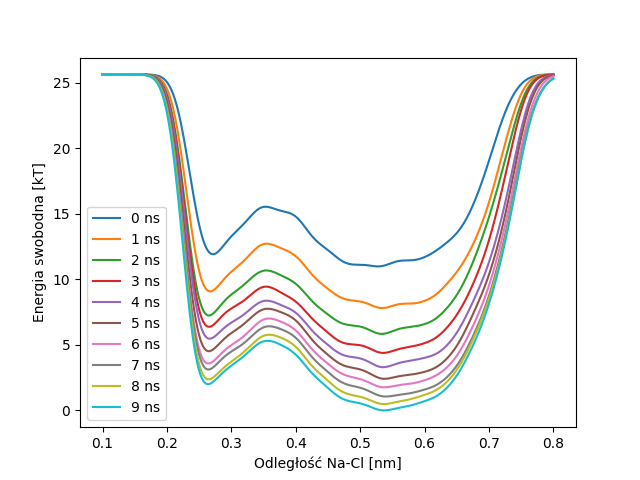 25
20
15
10
5
0
Energia swobodna [kT]
0 ns
1 ns
2 ns
3 ns
4 ns
5 ns
6 ns
7 ns
8 ns
9 ns
0.1 0.2 0.3 0.4 0.5 0.6 0.7 0.8
Odległość Na-Cl [nm]